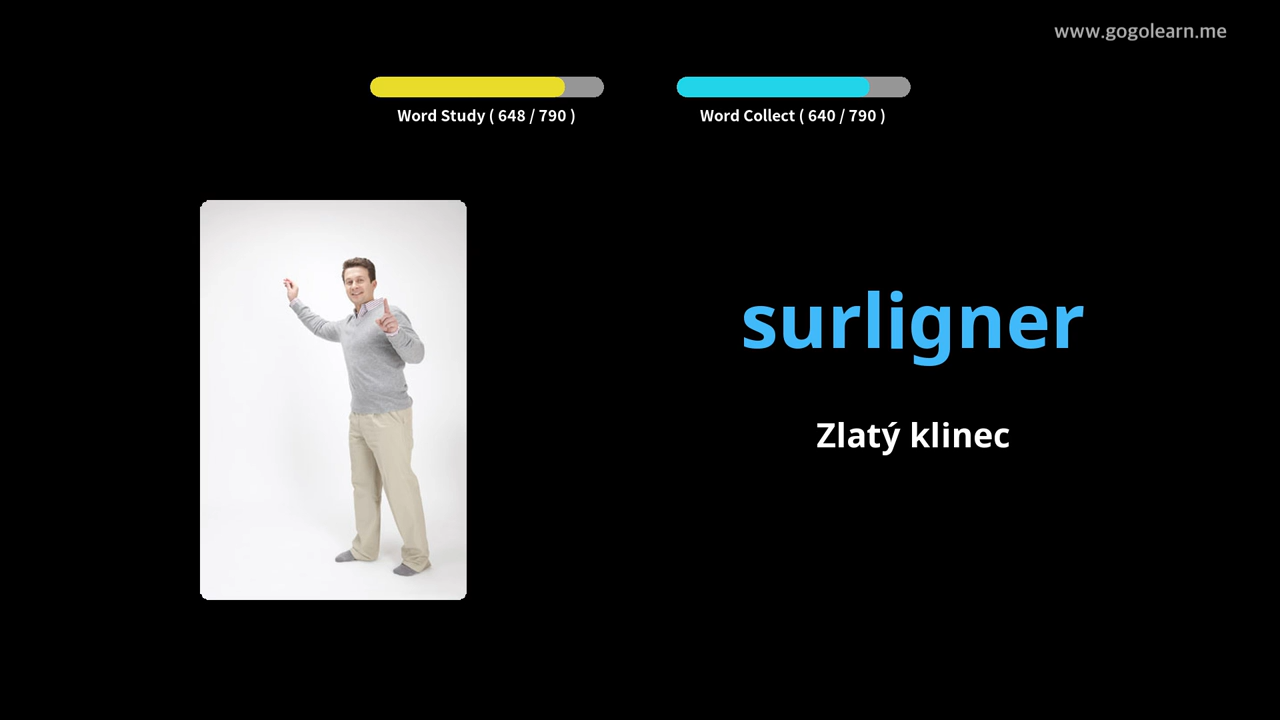 www.gogolearn.me
Word Study ( 648 / 790 )
Word Collect ( 640 / 790 )
surligner
Zlatý klinec